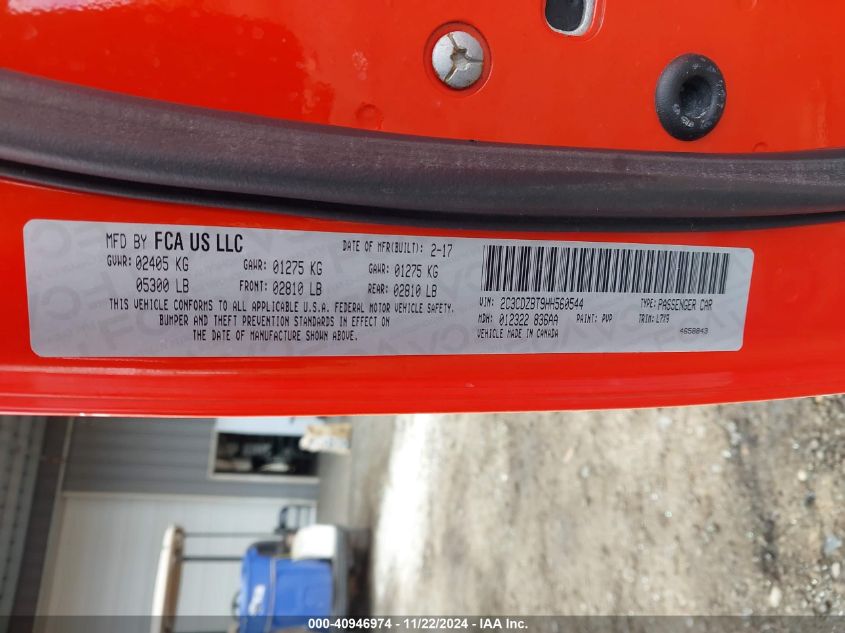 MFD BY FCA US LLC DATE OF MFR(BUILT): 2-17
GVWR: 02405 KG GAWR: 01275 KG GAWR: 01275 KG
05300 LB FRONT: 02810 LB REAR: 02810 LB
THIS VEHICLE CONFORMS TO ALL APPLICABLE U.S.A. FEDERAL MOTOR VEHICLE SAFETY,
BUMPER AND THEFT PREVENTION STANDARDS IN EFFECT ON
THE DATE OF MANUFACTURE SHOWN ABOVE.
VIN: 2C3CDZBT9HH560544 TYPE: PASSENGER CAR
MDH: 012322 836AA PAINT: PVP TRIM: L7X9
VEHICLE MADE IN CANADA 4658843
000-40946974 - 11/22/2024 - IAA Inc.